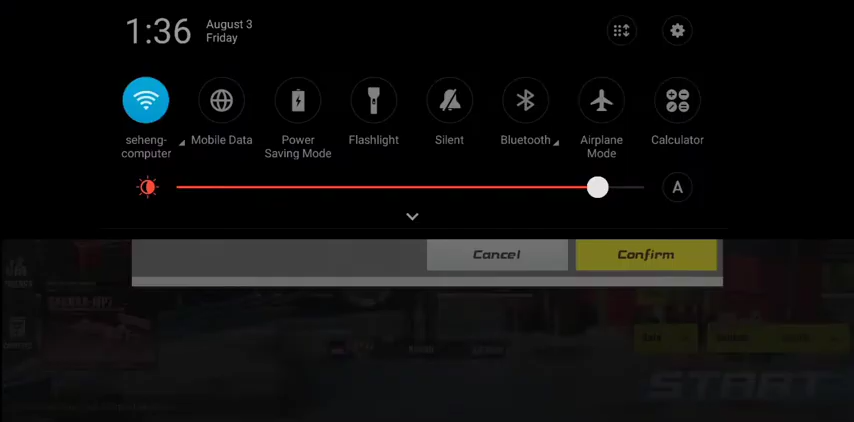 1:36
August 3
Friday
seheng-
computer
Mobile Data
Power
Saving Mode
Flashlight
Silent
Bluetooth
Airplane
Mode
Calculator
A
Cancel
Confirm
START